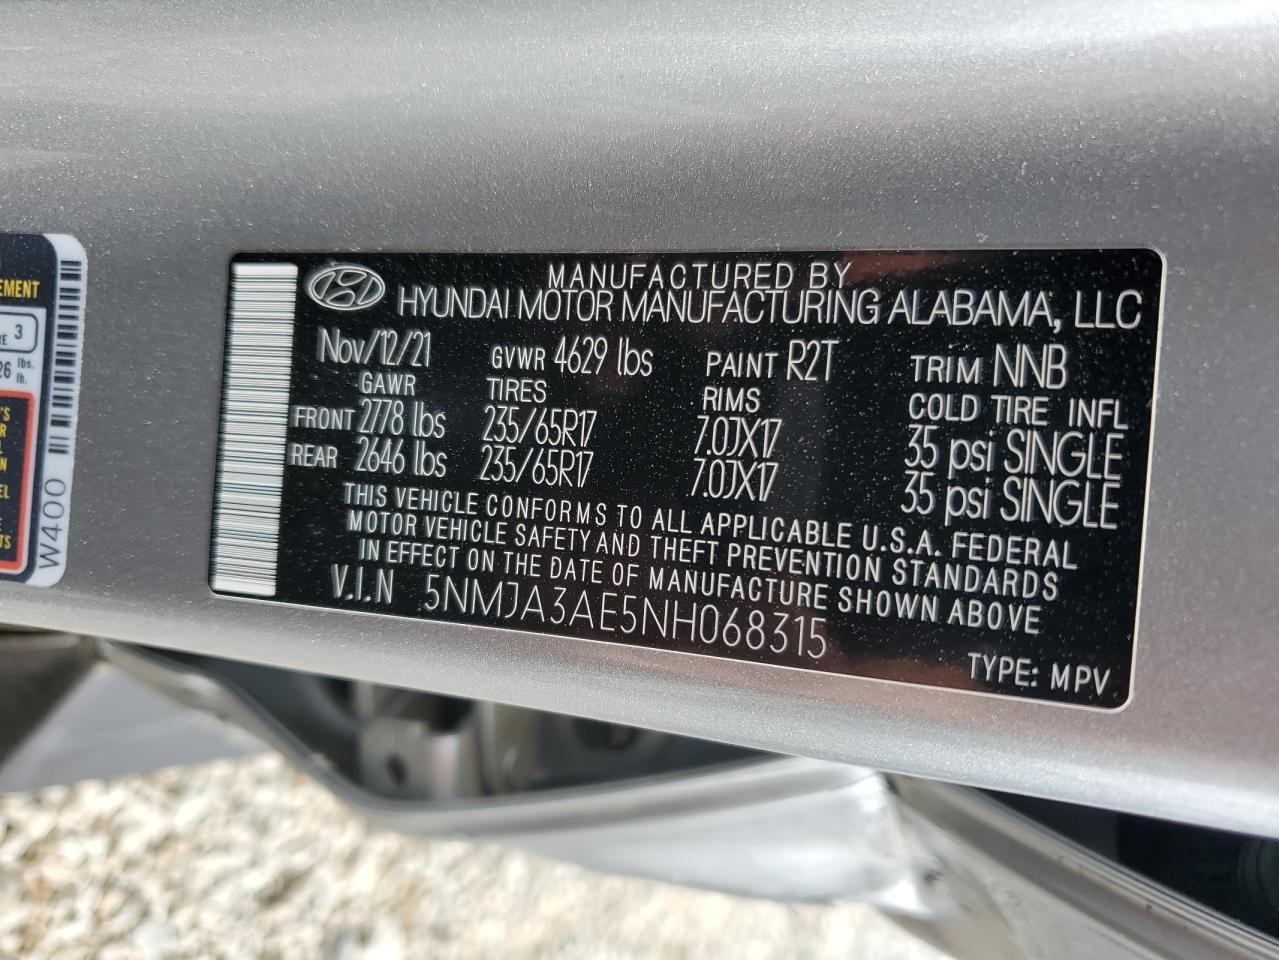 MANUFACTURED BY
HYUNDAI MOTOR MANUFACTURING ALABAMA, LLC
Nov/12/21 GVWR 4629 lbs PAINT R2T TRIM NNB
GAWR TIRES RIMS COLD TIRE INFL
FRONT 2778 lbs 235/65R17 7.0JX17 35 psi SINGLE
REAR 2646 lbs 235/65R17 7.0JX17 35 psi SINGLE
THIS VEHICLE CONFORMS TO ALL APPLICABLE U.S.A. FEDERAL
MOTOR VEHICLE SAFETY AND THEFT PREVENTION STANDARDS
IN EFFECT ON THE DATE OF MANUFACTURE SHOWN ABOVE
V.I.N 5NMJA3AE5NH068315
TYPE: MPV
W400
3
lbs.
lb.